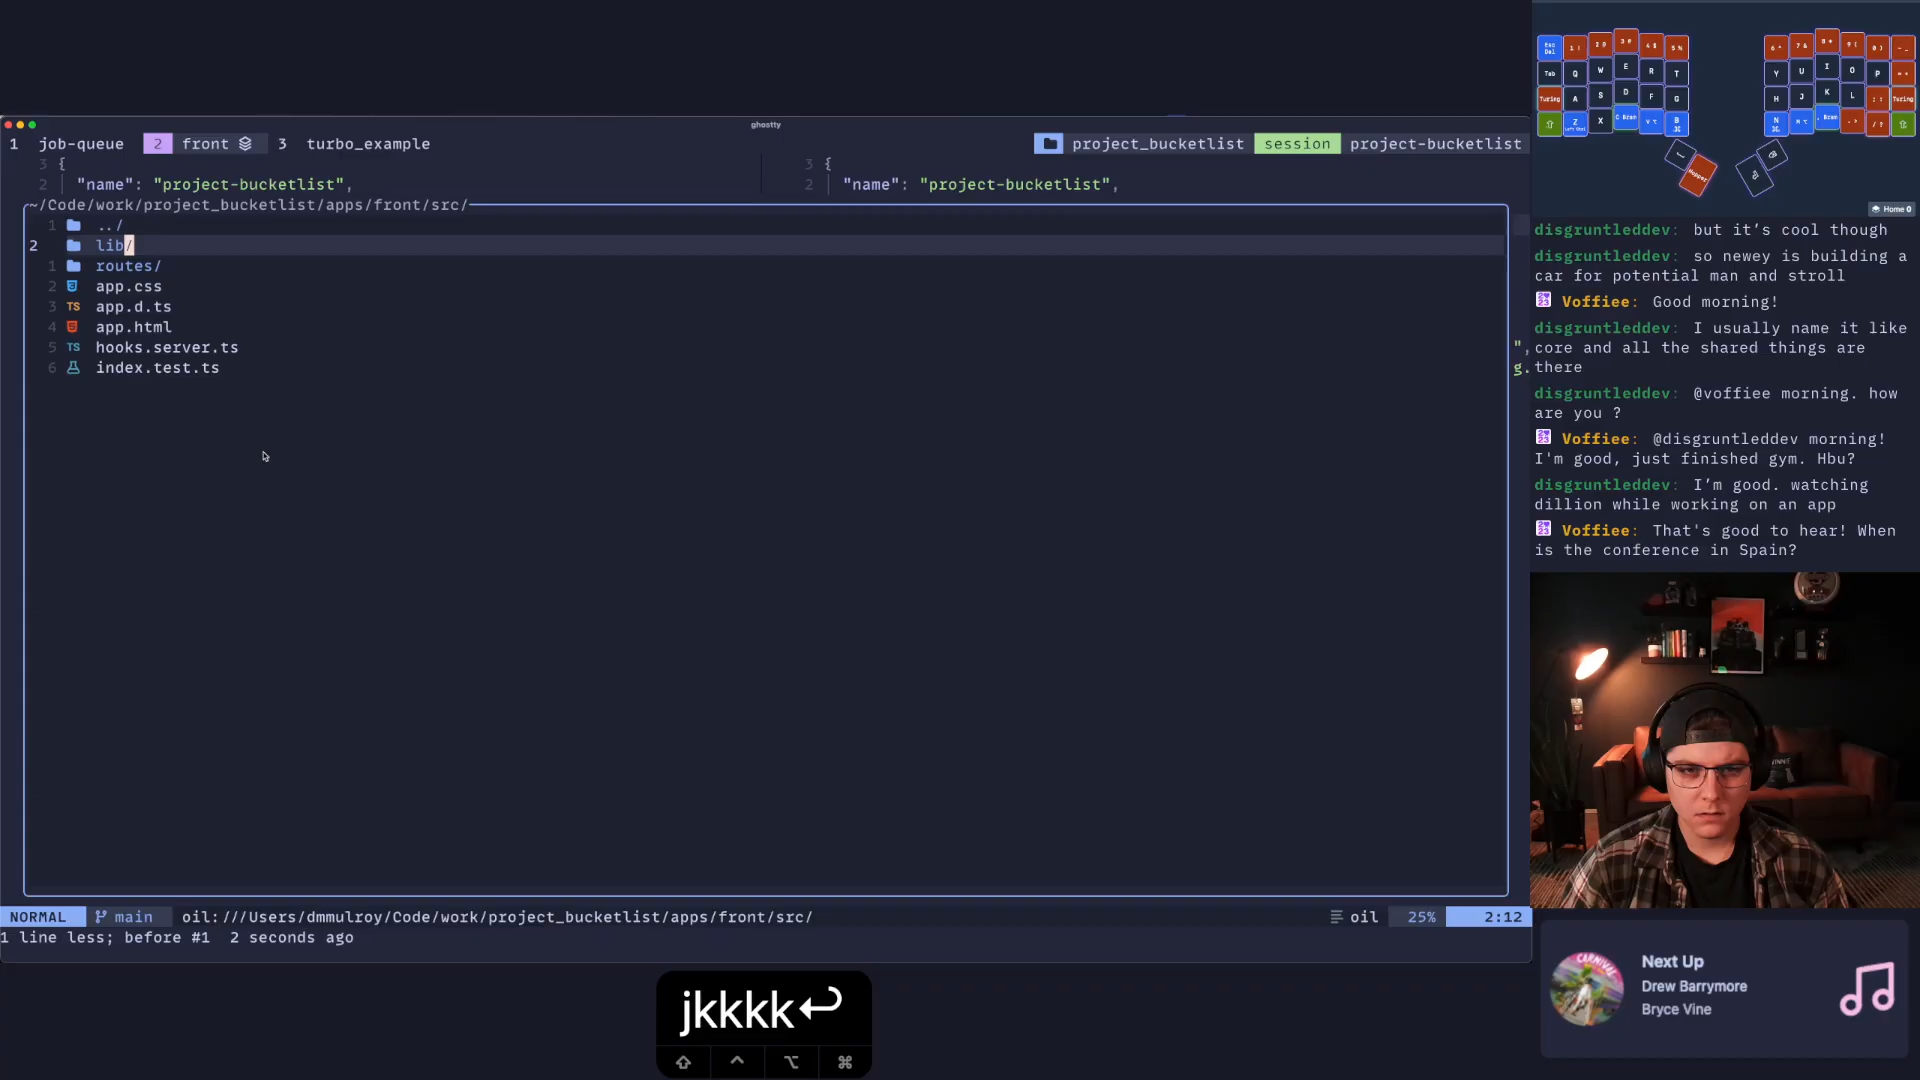 ghostty
1 job-queue 2 front 3 turbo_example project_bucketlist session project-bucketlist
3 { 3 {
2 "name": "project-bucketlist", 2 "name": "project-bucketlist",
~/Code/work/project_bucketlist/apps/front/src/
1 ../
2 lib/
1 routes/
2 app.css
3 TS app.d.ts
4 app.html
5 TS hooks.server.ts
6 index.test.ts
",
g.
NORMAL main oil:///Users/dmmulroy/Code/work/project_bucketlist/apps/front/src/ oil 25% 2:12
1 line less; before #1 2 seconds ago
jkkkk
Esc
Del
Tab Q W E R T
A S D F G
Z X
B
Y U I O P
H J K L
N
Home 0
disgruntleddev: but it's cool though
disgruntleddev: so newey is building a
car for potential man and stroll
Voffiee: Good morning!
disgruntleddev: I usually name it like
core and all the shared things are
there
disgruntleddev: @voffiee morning. how
are you ?
Voffiee: @disgruntleddev morning!
I'm good, just finished gym. Hbu?
disgruntleddev: I'm good. watching
dillion while working on an app
Voffiee: That's good to hear! When
is the conference in Spain?
Next Up
Drew Barrymore
Bryce Vine